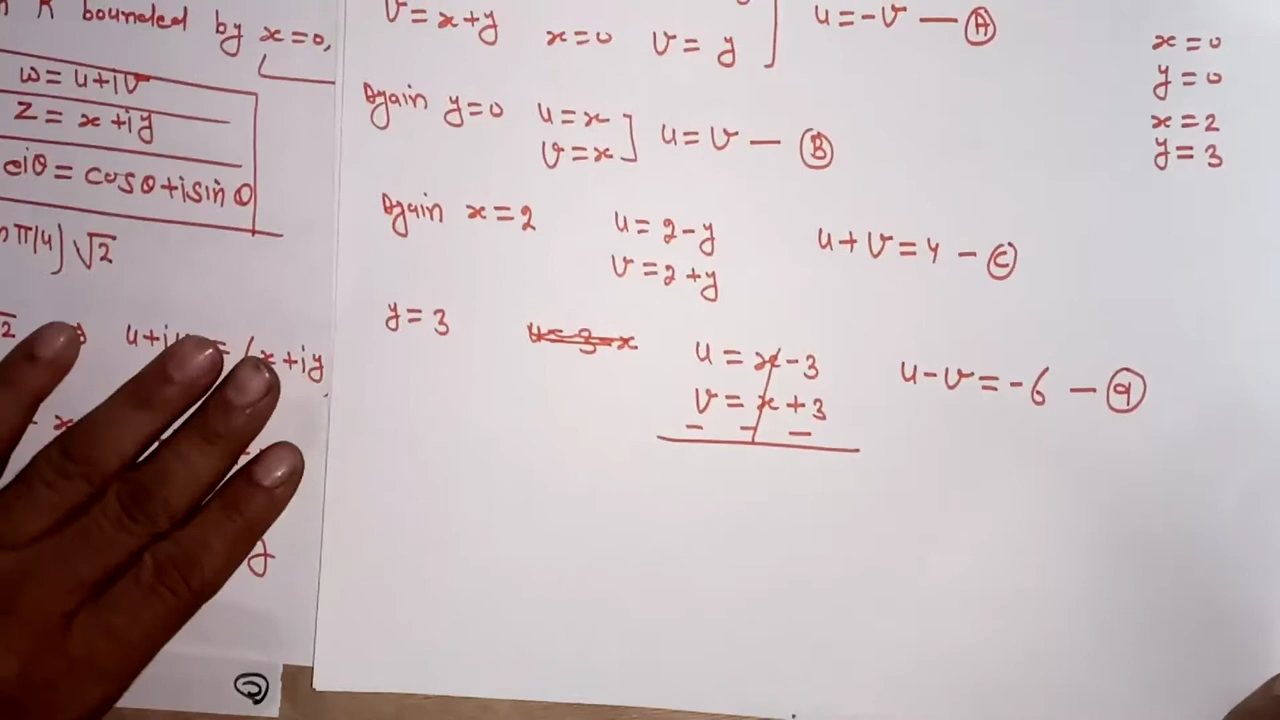 R bounded by x=0,
w = u+iv
z = x+iy
eiθ = cosθ+isinθ
π/4) √2
u+i = (x+iy
v=x+y x=0 v= y u=-v — A
Again y=0 u=x
v=x u=v — B
Again x=2 u= 2-y
v=2+y u+v=4 — C
y=3
u = x-3
v = x+3 u-v=-6 — q
x=0
y=0
x=2
y=3